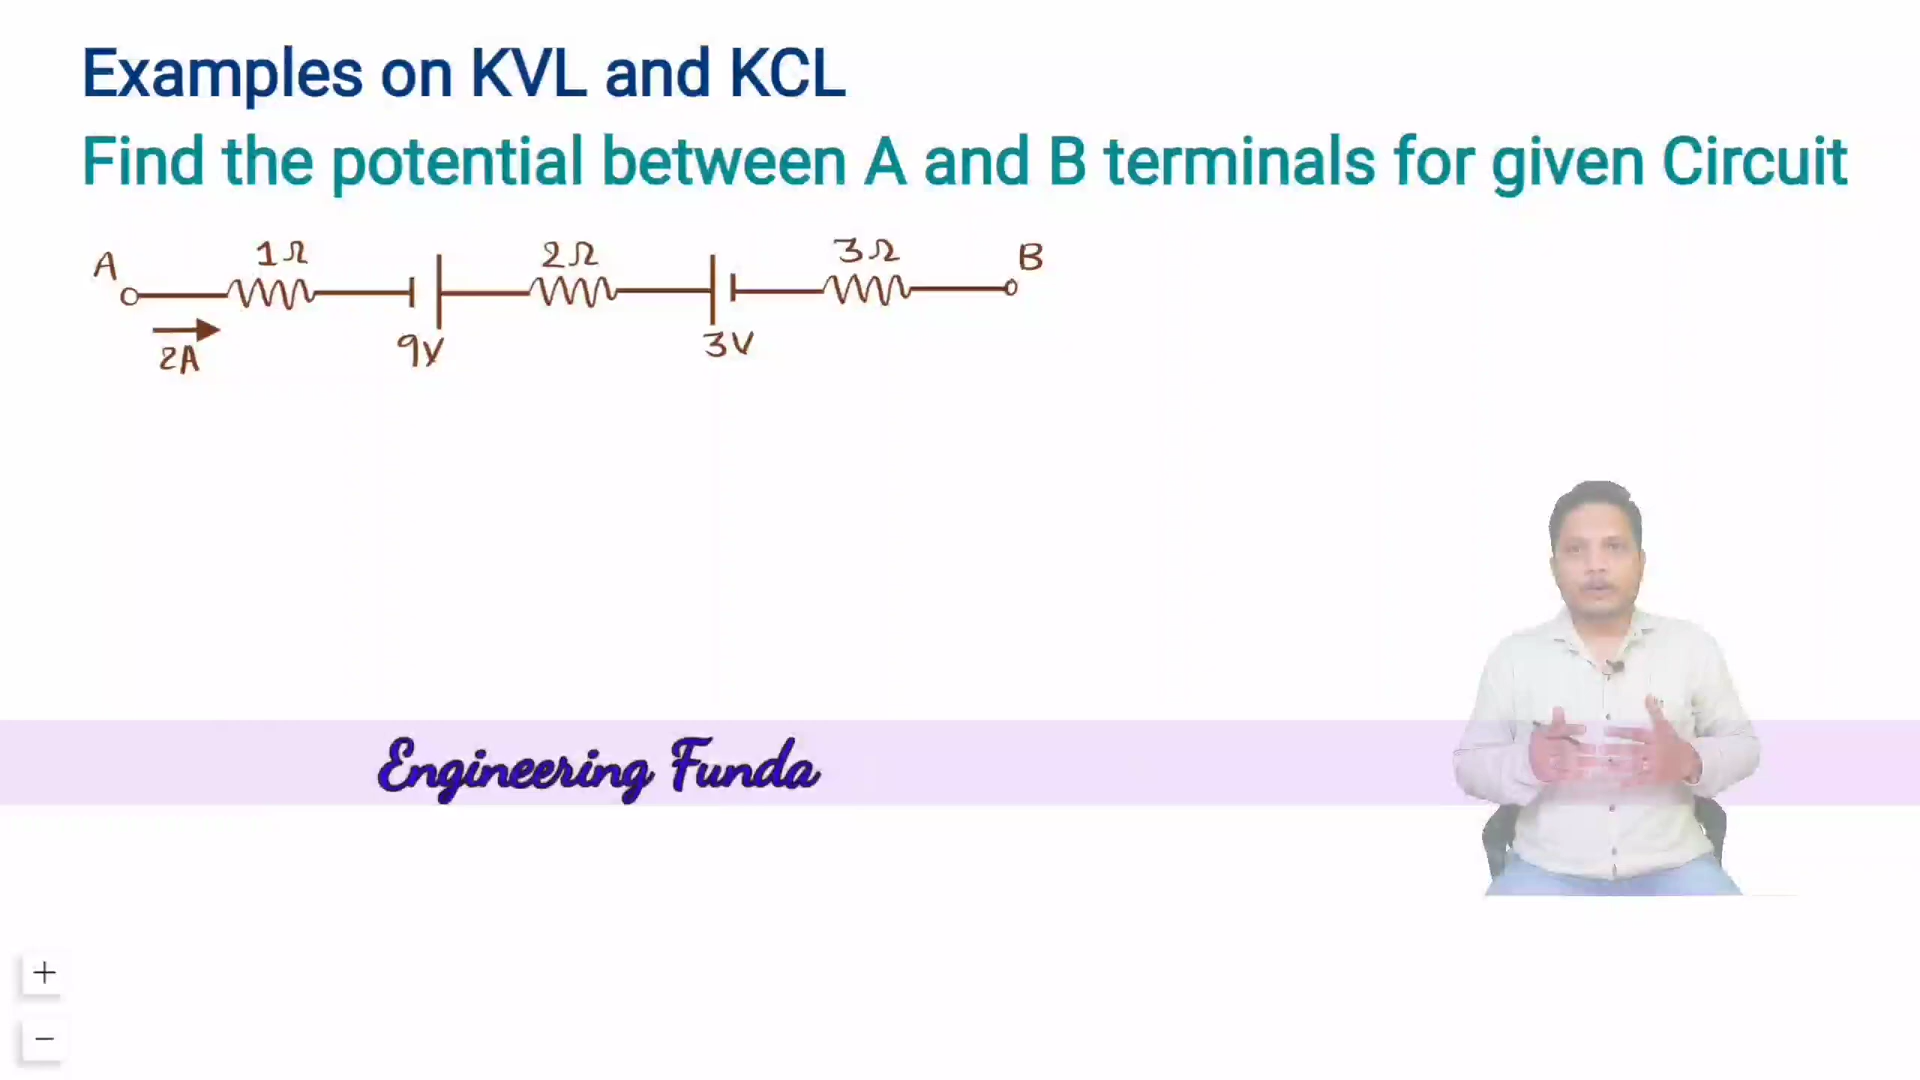 Examples on KVL and KCL
Find the potential between A and B terminals for given Circuit
A 1Ω 2Ω 3Ω B
2A 9V 3V
Engineering Funda
+
−